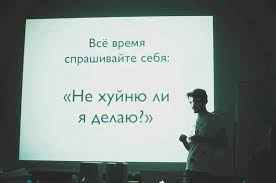 Всё время
спрашивайте себя:
«Не хуйню ли
я делаю?»